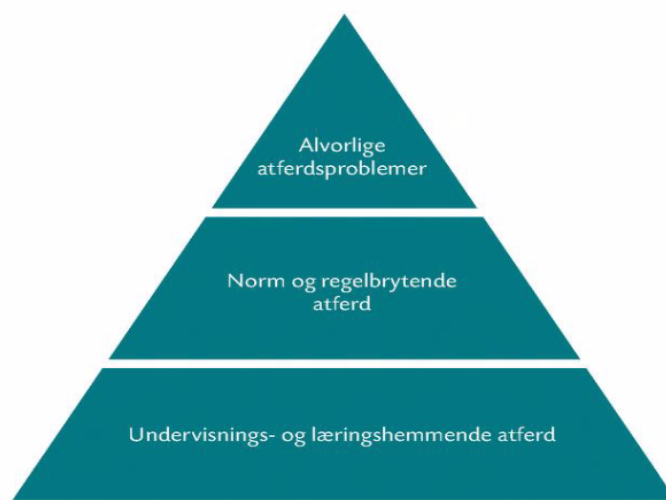 Alvorlige
atferdsproblemer
Norm og regelbrytende
atferd
Undervisnings- og læringshemmende atferd